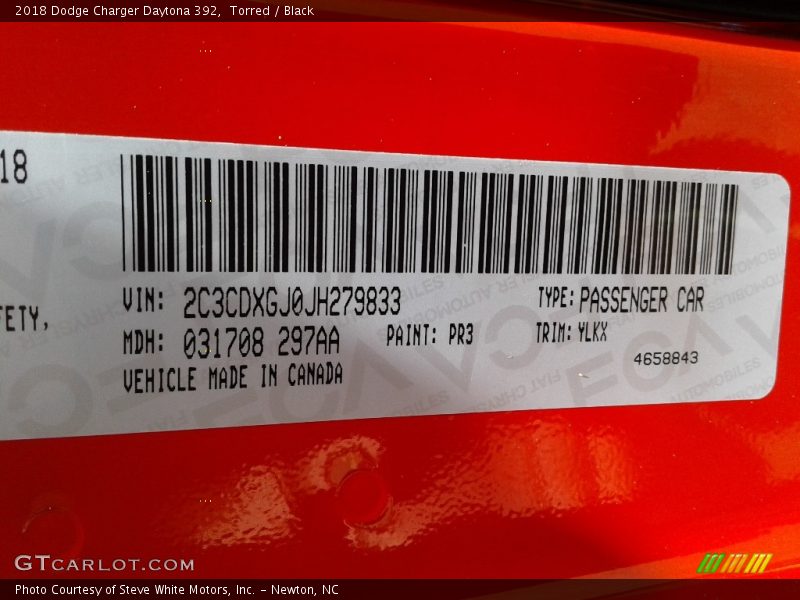 2018 Dodge Charger Daytona 392, Torred / Black
18
FETY,
VIN: 2C3CDXGJ0JH279833
TYPE: PASSENGER CAR
MDH: 031708 297AA
PAINT: PR3
TRIM: YLKX
VEHICLE MADE IN CANADA
4658843
GTCARLOT.COM
Photo Courtesy of Steve White Motors, Inc. - Newton, NC